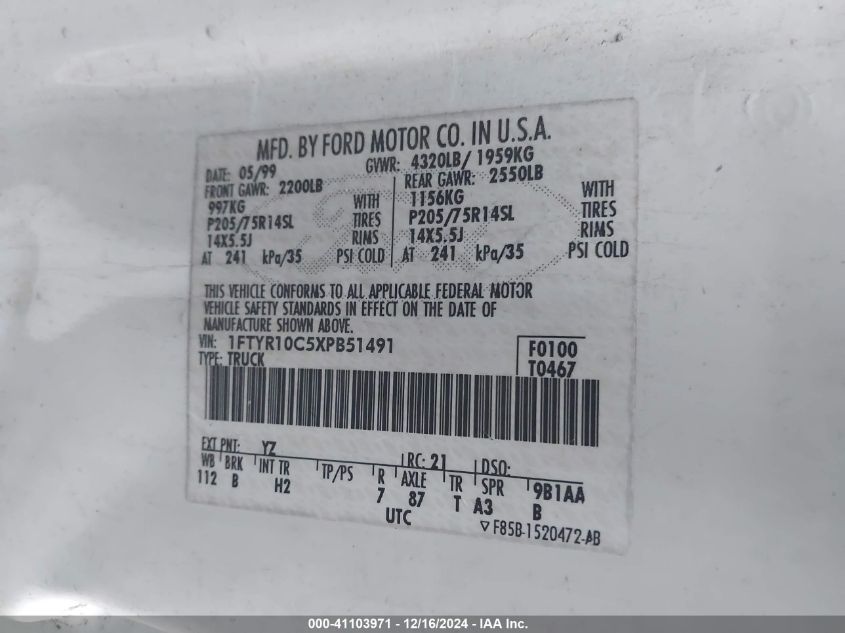 MFD. BY FORD MOTOR CO. IN U.S.A.
DATE: 05/99 GVWR: 4320LB/ 1959KG
FRONT GAWR: 2200LB REAR GAWR: 2550LB
997KG WITH 1156KG WITH
P205/75R14SL TIRES P205/75R14SL TIRES
14X5.5J RIMS 14X5.5J RIMS
AT 241 kPa/35 PSI COLD AT 241 kPa/35 PSI COLD
THIS VEHICLE CONFORMS TO ALL APPLICABLE FEDERAL MOTOR
VEHICLE SAFETY STANDARDS IN EFFECT ON THE DATE OF
MANUFACTURE SHOWN ABOVE.
VIN: 1FTYR10C5XPB51491 F0100
TYPE: TRUCK T0467
EXT PNT: YZ RC: 21 DSO:
WB BRK INT TR TP/PS R AXLE TR SPR 9B1AA
112 B H2 7 87 T A3 B
UTC
▽ F85B-1520472-AB
000-41103971 - 12/16/2024 - IAA Inc.